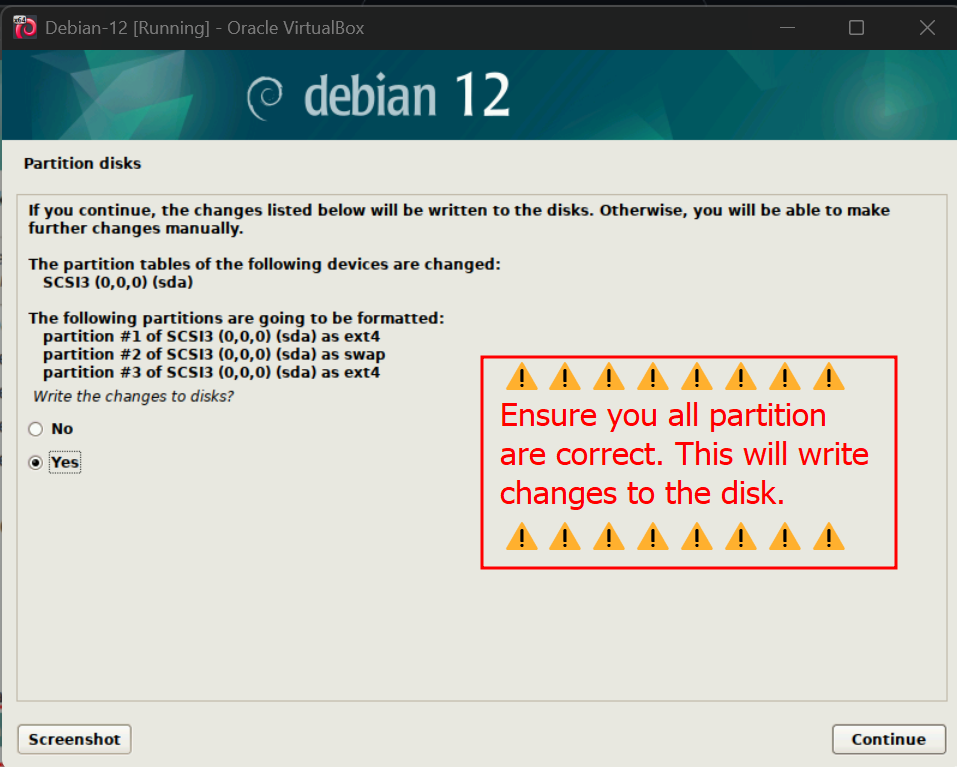 x64
Debian-12 [Running] - Oracle VirtualBox
debian 12
Partition disks
If you continue, the changes listed below will be written to the disks. Otherwise, you will be able to make
further changes manually.
The partition tables of the following devices are changed:
SCSI3 (0,0,0) (sda)
The following partitions are going to be formatted:
partition #1 of SCSI3 (0,0,0) (sda) as ext4
partition #2 of SCSI3 (0,0,0) (sda) as swap
partition #3 of SCSI3 (0,0,0) (sda) as ext4
Write the changes to disks?
No
Yes
Ensure you all partition
are correct. This will write
changes to the disk.
Screenshot
Continue